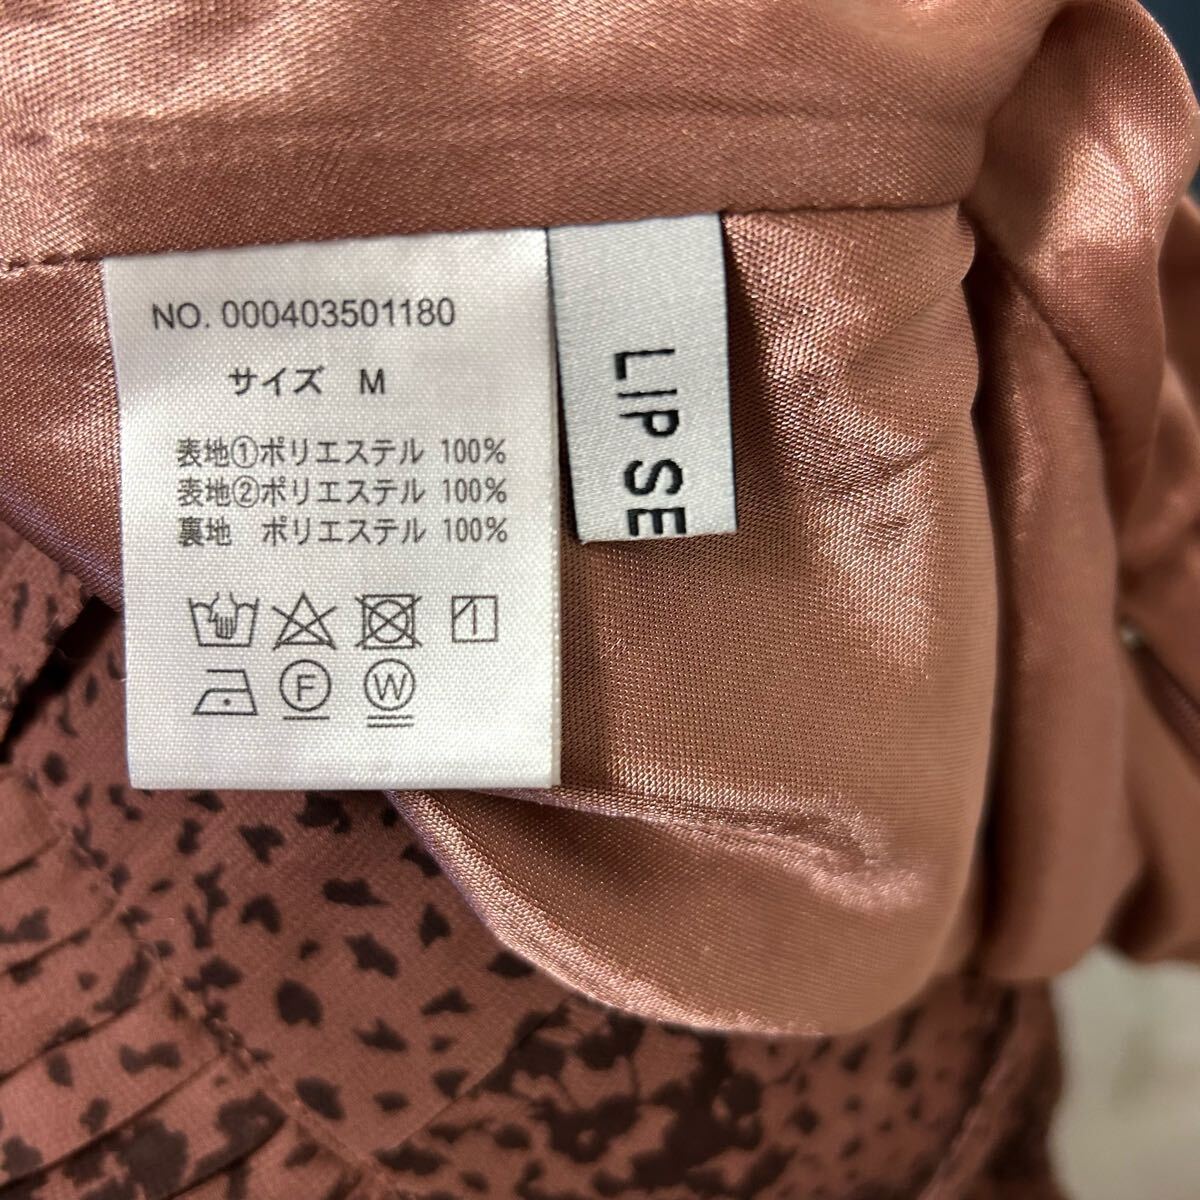 NO. 000403501180
サイズ M
表地①ポリエステル 100%
表地②ポリエステル 100%
裏地 ポリエステル 100%
F
W
LIP SE